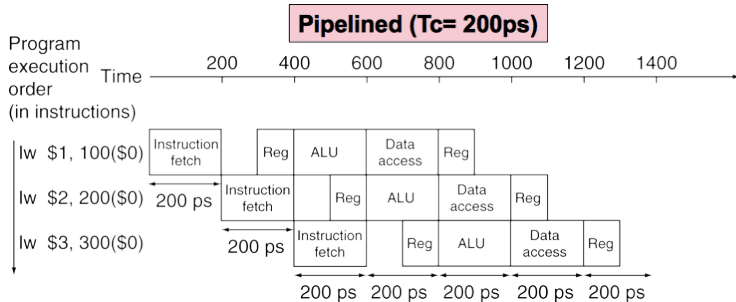 Pipelined (Tc= 200ps)
Program
execution
order
(in instructions)
Time
200 400 600 800 1000 1200 1400
lw $1, 100($0)
Instruction
fetch
Reg
ALU
Data
access
Reg
200 ps
lw $2, 200($0)
Instruction
fetch
Reg
ALU
Data
access
Reg
200 ps
lw $3, 300($0)
Instruction
fetch
Reg
ALU
Data
access
Reg
200 ps 200 ps 200 ps 200 ps 200 ps